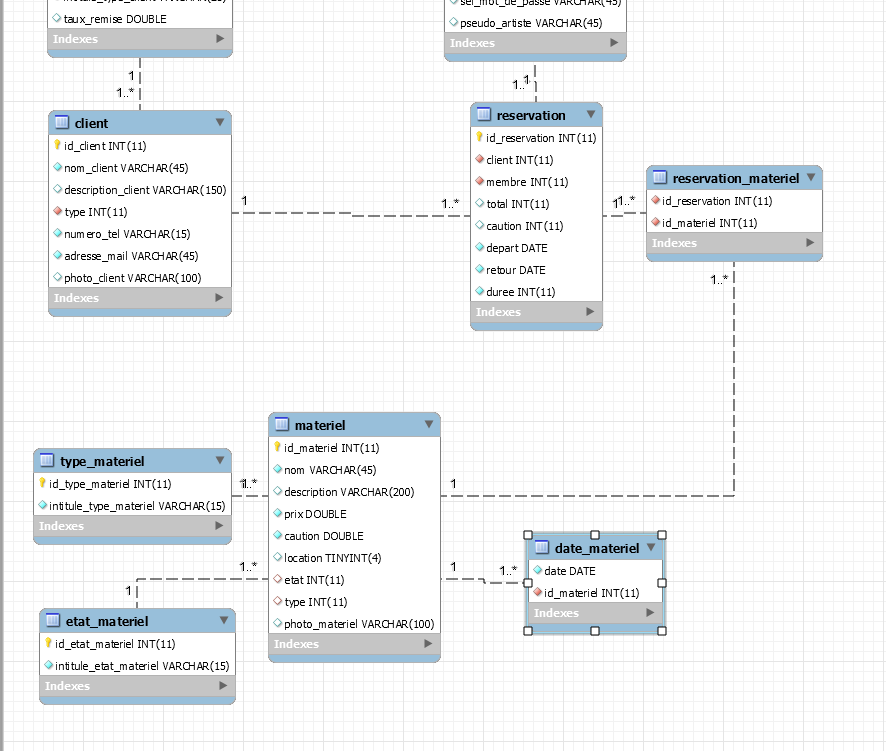 taux_remise DOUBLE
Indexes
pseudo_artiste VARCHAR(45)
Indexes
1
1..*
1..
1
client
id_client INT(11)
nom_client VARCHAR(45)
description_client VARCHAR(150)
type INT(11)
numero_tel VARCHAR(15)
adresse_mail VARCHAR(45)
photo_client VARCHAR(100)
Indexes
1
1..*
reservation
id_reservation INT(11)
client INT(11)
membre INT(11)
total INT(11)
caution INT(11)
depart DATE
retour DATE
duree INT(11)
Indexes
1
1..*
reservation_materiel
id_reservation INT(11)
id_materiel INT(11)
Indexes
1..*
type_materiel
id_type_materiel INT(11)
intitule_type_materiel VARCHAR(15)
Indexes
1..*
materiel
id_materiel INT(11)
nom VARCHAR(45)
description VARCHAR(200)
prix DOUBLE
caution DOUBLE
location TINYINT(4)
etat INT(11)
type INT(11)
photo_materiel VARCHAR(100)
Indexes
1
1
1..*
date_materiel
date DATE
id_materiel INT(11)
Indexes
1..*
1
etat_materiel
id_etat_materiel INT(11)
intitule_etat_materiel VARCHAR(15)
Indexes